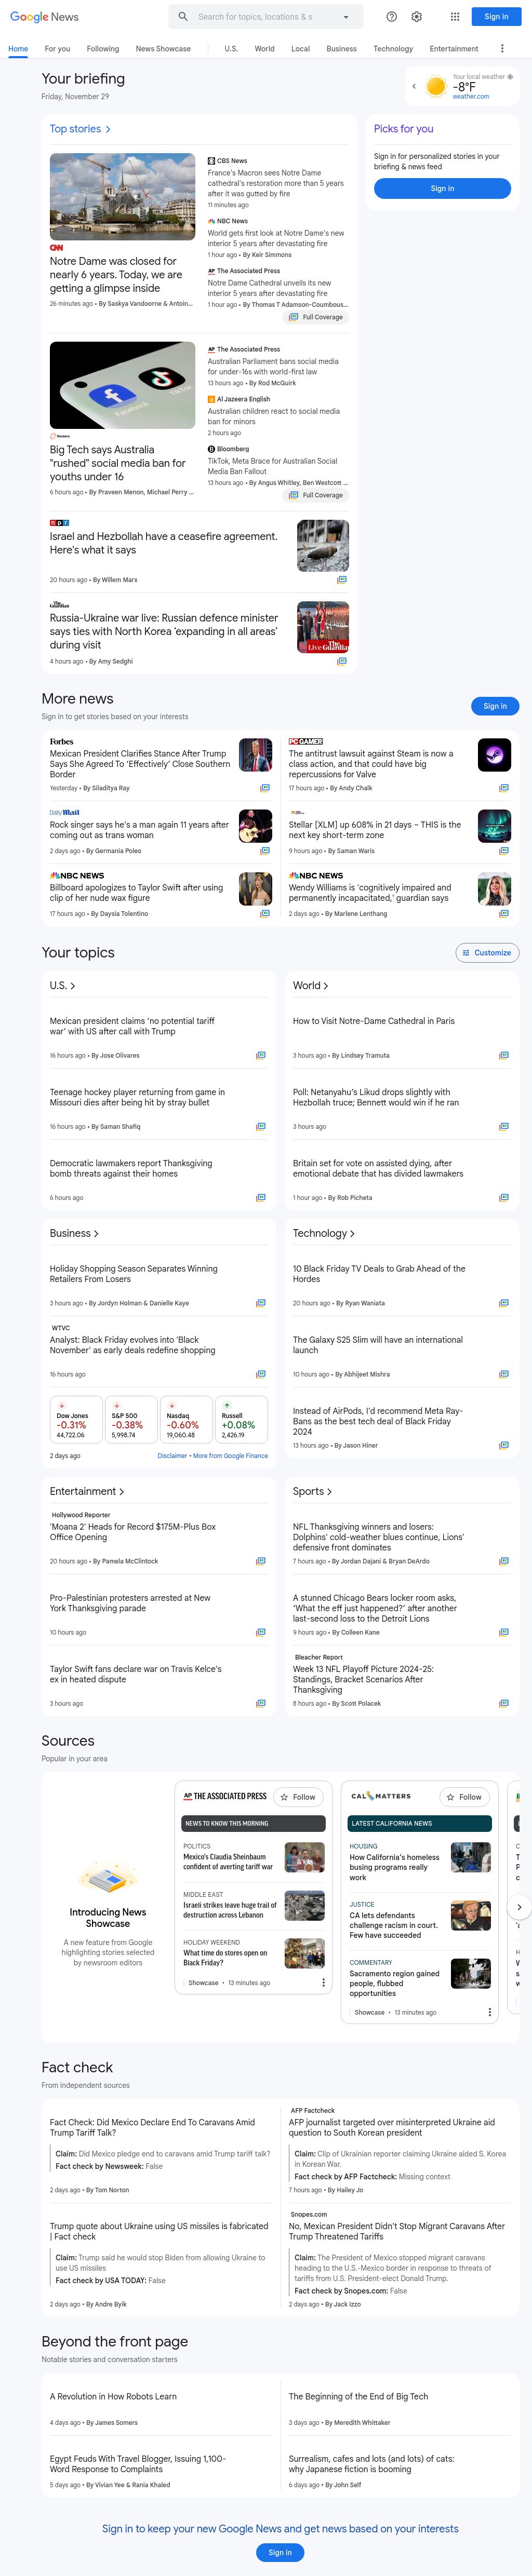 Google News
Search for topics, locations & s
Sign in
Home
For you
Following
News Showcase
U.S.
World
Local
Business
Technology
Entertainment
Your briefing
Friday, November 29
Your local weather
-8°F
weather.com
Top stories
CNN
Notre Dame was closed for
nearly 6 years. Today, we are
getting a glimpse inside
26 minutes ago • By Saskya Vandoorne & Antoin...
CBS News
France's Macron sees Notre Dame
cathedral's restoration more than 5 years
after it was gutted by fire
11 minutes ago
NBC News
World gets first look at Notre Dame's new
interior 5 years after devastating fire
1 hour ago • By Keir Simmons
The Associated Press
Notre Dame Cathedral unveils its new
interior 5 years after devastating fire
1 hour ago • By Thomas T Adamson-Coumbous...
Full Coverage
Picks for you
Sign in for personalized stories in your
briefing & news feed
Sign in
Facebook
TikTok
Reuters
Big Tech says Australia
"rushed" social media ban for
youths under 16
6 hours ago • By Praveen Menon, Michael Perry ...
The Associated Press
Australian Parliament bans social media
for under-16s with world-first law
13 hours ago • By Rod McGuirk
Al Jazeera English
Australian children react to social media
ban for minors
2 hours ago
Bloomberg
TikTok, Meta Brace for Australian Social
Media Ban Fallout
13 hours ago • By Angus Whitley, Ben Westcott ...
Full Coverage
npr
Israel and Hezbollah have a ceasefire agreement.
Here's what it says
20 hours ago • By Willem Marx
The Guardian
Russia-Ukraine war live: Russian defence minister
says ties with North Korea 'expanding in all areas'
during visit
4 hours ago • By Amy Sedghi
Live The Guardian
More news
Sign in to get stories based on your interests
Sign in
Forbes
Mexican President Clarifies Stance After Trump
Says She Agreed To 'Effectively' Close Southern
Border
Yesterday • By Siladitya Ray
PC GAMER
The antitrust lawsuit against Steam is now a
class action, and that could have big
repercussions for Valve
17 hours ago • By Andy Chalk
Daily Mail
Rock singer says he's a man again 11 years after
coming out as trans woman
2 days ago • By Germania Poleo
Stellar [XLM] up 608% in 21 days – THIS is the
next key short-term zone
9 hours ago • By Saman Waris
NBC NEWS
Billboard apologizes to Taylor Swift after using
clip of her nude wax figure
17 hours ago • By Daysia Tolentino
NBC NEWS
Wendy Williams is 'cognitively impaired and
permanently incapacitated,' guardian says
2 days ago • By Marlene Lenthang
Your topics
Customize
U.S.
Mexican president claims 'no potential tariff
war' with US after call with Trump
16 hours ago • By Jose Olivares
Teenage hockey player returning from game in
Missouri dies after being hit by stray bullet
16 hours ago • By Saman Shafiq
Democratic lawmakers report Thanksgiving
bomb threats against their homes
6 hours ago
World
How to Visit Notre-Dame Cathedral in Paris
3 hours ago • By Lindsey Tramuta
Poll: Netanyahu's Likud drops slightly with
Hezbollah truce; Bennett would win if he ran
3 hours ago
Britain set for vote on assisted dying, after
emotional debate that has divided lawmakers
1 hour ago • By Rob Picheta
Business
Holiday Shopping Season Separates Winning
Retailers From Losers
3 hours ago • By Jordyn Holman & Danielle Kaye
WTVC
Analyst: Black Friday evolves into 'Black
November' as early deals redefine shopping
16 hours ago
Dow Jones
-0.31%
44,722.06
S&P 500
-0.38%
5,998.74
Nasdaq
-0.60%
19,060.48
Russell
+0.08%
2,426.19
2 days ago
Disclaimer • More from Google Finance
Technology
10 Black Friday TV Deals to Grab Ahead of the
Hordes
20 hours ago • By Ryan Waniata
The Galaxy S25 Slim will have an international
launch
10 hours ago • By Abhijeet Mishra
Instead of AirPods, I'd recommend Meta Ray-
Bans as the best tech deal of Black Friday
2024
13 hours ago • By Jason Hiner
Entertainment
Hollywood Reporter
'Moana 2' Heads for Record $175M-Plus Box
Office Opening
20 hours ago • By Pamela McClintock
Pro-Palestinian protesters arrested at New
York Thanksgiving parade
10 hours ago
Taylor Swift fans declare war on Travis Kelce's
ex in heated dispute
3 hours ago
Sports
NFL Thanksgiving winners and losers:
Dolphins' cold-weather blues continue, Lions'
defensive front dominates
7 hours ago • By Jordan Dajani & Bryan DeArdo
A stunned Chicago Bears locker room asks,
'What the eff just happened?' after another
last-second loss to the Detroit Lions
9 hours ago • By Colleen Kane
Bleacher Report
Week 13 NFL Playoff Picture 2024-25:
Standings, Bracket Scenarios After
Thanksgiving
8 hours ago • By Scott Polacek
Sources
Popular in your area
Introducing News
Showcase
A new feature from Google
highlighting stories selected
by newsroom editors
AP THE ASSOCIATED PRESS
Follow
NEWS TO KNOW THIS MORNING
POLITICS
Mexico's Claudia Sheinbaum
confident of averting tariff war
MIDDLE EAST
Israeli strikes leave huge trail of
destruction across Lebanon
HOLIDAY WEEKEND
What time do stores open on
Black Friday?
Showcase • 13 minutes ago
CALMATTERS
Follow
LATEST CALIFORNIA NEWS
HOUSING
How California's homeless
busing programs really
work
JUSTICE
CA lets defendants
challenge racism in court.
Few have succeeded
COMMENTARY
Sacramento region gained
people, flubbed
opportunities
Showcase • 13 minutes ago
Fact check
From independent sources
Fact Check: Did Mexico Declare End To Caravans Amid
Trump Tariff Talk?
Claim: Did Mexico pledge end to caravans amid Trump tariff talk?
Fact check by Newsweek: False
2 days ago • By Tom Norton
AFP Factcheck
AFP journalist targeted over misinterpreted Ukraine aid
question to South Korean president
Claim: Clip of Ukrainian reporter claiming Ukraine aided S. Korea
in Korean War.
Fact check by AFP Factcheck: Missing context
7 hours ago • By Hailey Jo
Trump quote about Ukraine using US missiles is fabricated
| Fact check
Claim: Trump said he would stop Biden from allowing Ukraine to
use US missiles
Fact check by USA TODAY: False
2 days ago • By Andre Byik
Snopes.com
No, Mexican President Didn't Stop Migrant Caravans After
Trump Threatened Tariffs
Claim: The President of Mexico stopped migrant caravans
heading to the U.S.-Mexico border in response to threats of
tariffs from U.S. President-elect Donald Trump.
Fact check by Snopes.com: False
2 days ago • By Jack Izzo
Beyond the front page
Notable stories and conversation starters
A Revolution in How Robots Learn
4 days ago • By James Somers
The Beginning of the End of Big Tech
3 days ago • By Meredith Whittaker
Egypt Feuds With Travel Blogger, Issuing 1,100-
Word Response to Complaints
5 days ago • By Vivian Yee & Rania Khaled
Surrealism, cafes and lots (and lots) of cats:
why Japanese fiction is booming
6 days ago • By John Self
Sign in to keep your new Google News and get news based on your interests
Sign in